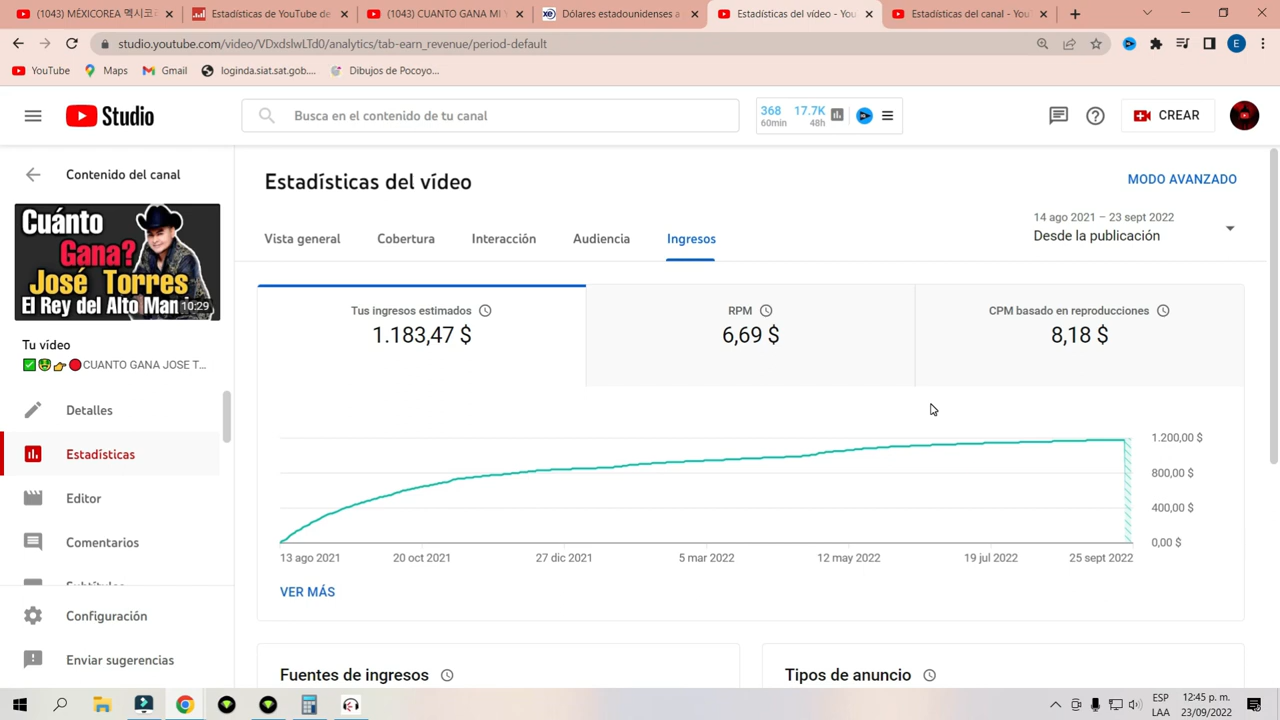 (1043) MÉXICOREA 멕시코
Estadísticas de YouTube de
(1043) CUANTO GANA MI
Dólares estadounidenses a
Estadísticas del vídeo - You
Estadísticas del canal - You
studio.youtube.com/video/VDxdslwLTd0/analytics/tab-earn_revenue/period-default
E
YouTube
Maps
Gmail
loginda.siat.sat.gob....
Dibujos de Pocoyo...
Studio
Busca en el contenido de tu canal
368 17.7K
60min 48h
CREAR
Contenido del canal
Estadísticas del vídeo
MODO AVANZADO
Vista general
Cobertura
Interacción
Audiencia
Ingresos
14 ago 2021 – 23 sept 2022
Desde la publicación
Cuánto
Gana?
José Torres
El Rey del Alto Man
10:29
Tu vídeo
✅🤑👉🔴CUANTO GANA JOSE T...
Detalles
Estadísticas
Editor
Comentarios
Subtítulos
Configuración
Enviar sugerencias
Tus ingresos estimados
1.183,47 $
RPM
6,69 $
CPM basado en reproducciones
8,18 $
1.200,00 $
800,00 $
400,00 $
0,00 $
13 ago 2021
20 oct 2021
27 dic 2021
5 mar 2022
12 may 2022
19 jul 2022
25 sept 2022
VER MÁS
Fuentes de ingresos
Tipos de anuncio
ESP
LAA
12:45 p. m.
23/09/2022